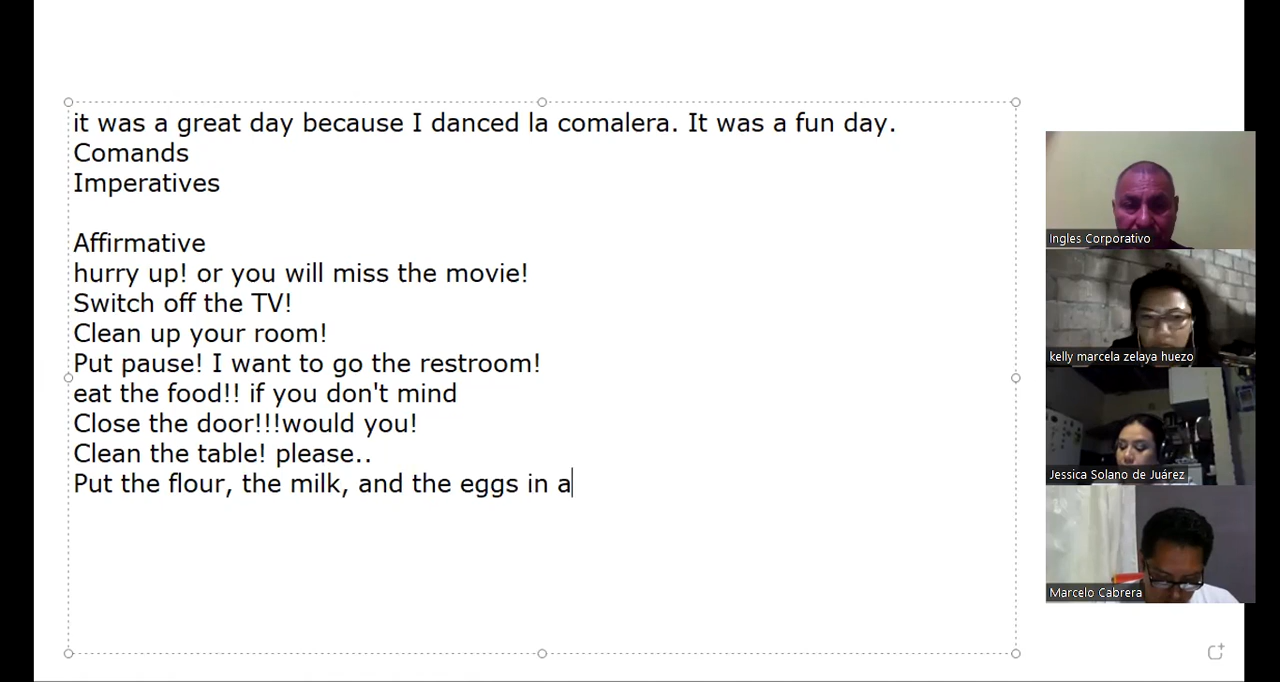 it was a great day because I danced la comalera. It was a fun day.
Comands
Imperatives
Affirmative
hurry up! or you will miss the movie!
Switch off the TV!
Clean up your room!
Put pause! I want to go the restroom!
eat the food!! if you don't mind
Close the door!!!would you!
Clean the table! please..
Put the flour, the milk, and the eggs in a
Ingles Corporativo
kelly marcela zelaya huezo
Jessica Solano de Juárez
Marcelo Cabrera